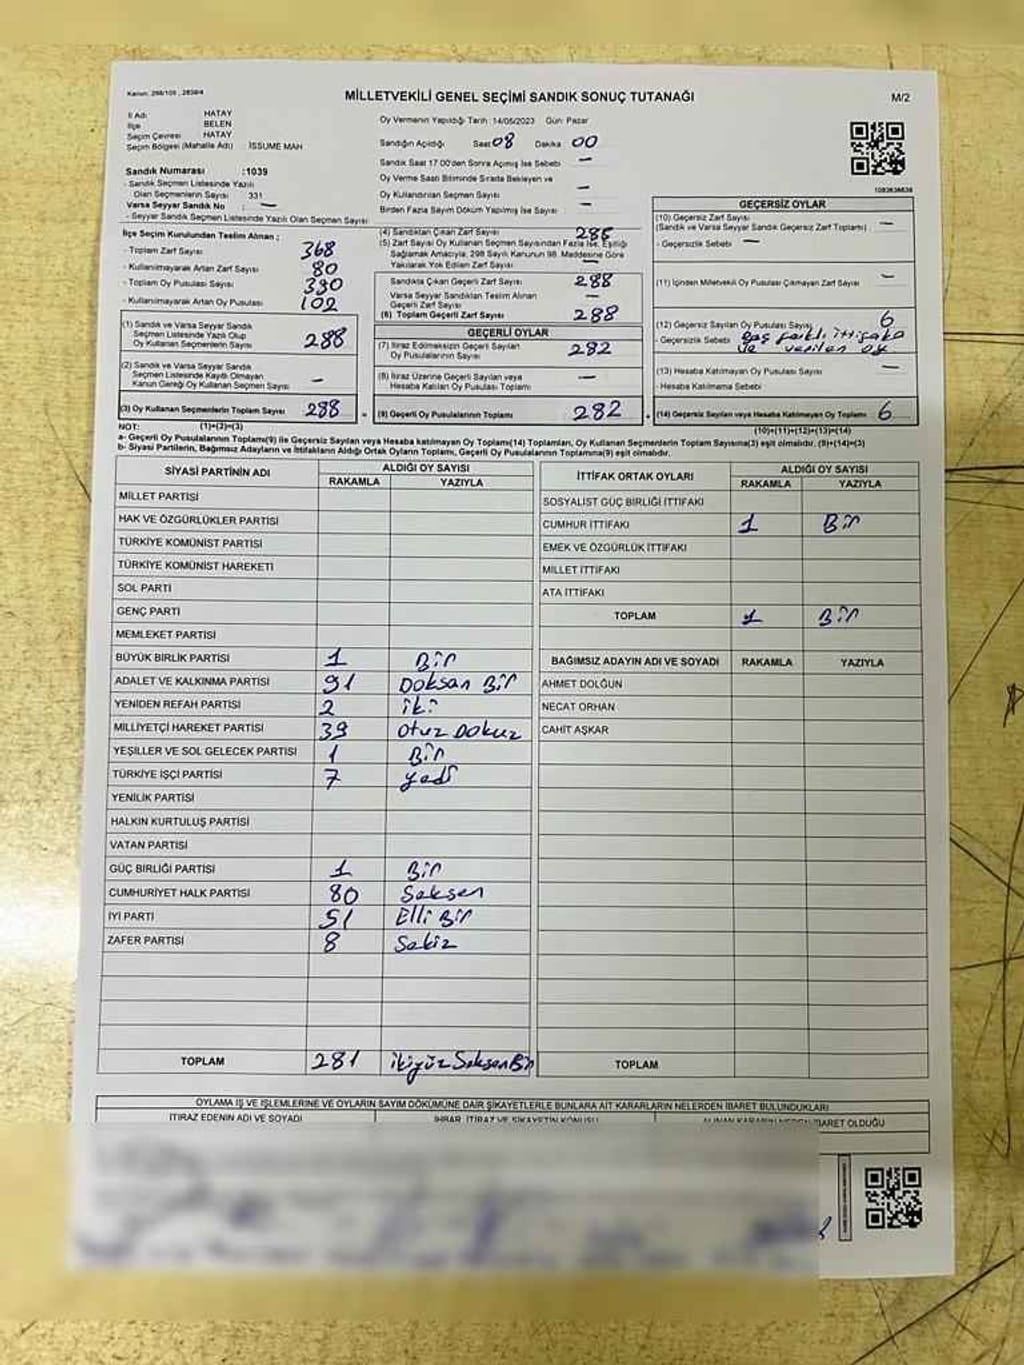 Kanun: 298/105 , 2839/4
MİLLETVEKİLİ GENEL SEÇİMİ SANDIK SONUÇ TUTANAĞI
M/2
İl Adı HATAY
İlçe BELEN
Seçim Çevresi HATAY
Seçim Bölgesi (Mahalle Adı) İSSUME MAH
Sandık Numarası :1039
- Sandık Seçmen Listesinde Yazılı
Olan Seçmenlerin Sayısı 331
Varsa Seyyar Sandık No : —
- Seyyar Sandık Seçmen Listesinde Yazılı Olan Seçmen Sayısı
Oy Vermenin Yapıldığı Tarih: 14/05/2023 Gün: Pazar
Sandığın Açıldığı Saat 08 Dakika 00
Sandık Saat 17.00'den Sonra Açılmış İse Sebebi —
Oy Verme Saati Bitiminde Sırada Bekleyen ve
Oy Kullandırılan Seçmen Sayısı —
Birden Fazla Sayım Döküm Yapılmış İse Sayısı —
İlçe Seçim Kurulundan Teslim Alınan ;
- Toplam Zarf Sayısı 368
- Kullanılmayarak Artan Zarf Sayısı 80
- Toplam Oy Pusulası Sayısı 390
- Kullanılmayarak Artan Oy Pusulası 102
(1) Sandık ve Varsa Seyyar Sandık
Seçmen Listesinde Yazılı Olup
Oy Kullanan Seçmenlerin Sayısı 288
(2) Sandık ve Varsa Seyyar Sandık
Seçmen Listesinde Kaydı Olmayan
Kanun Gereği Oy Kullanan Seçmen Sayısı —
(3) Oy Kullanan Seçmenlerin Toplam Sayısı 288
(4) Sandıktan Çıkan Zarf Sayısı 288
(5) Zarf Sayısı Oy Kullanan Seçmen Sayısından Fazla İse, Eşitliği
Sağlamak Amacıyla, 298 Sayılı Kanunun 98. Maddesine Göre
Yakılarak Yok Edilen Zarf Sayısı —
Sandıkta Çıkan Geçerli Zarf Sayısı 288
Varsa Seyyar Sandıktan Teslim Alınan
Geçerli Zarf Sayısı —
(6) Toplam Geçerli Zarf Sayısı 288
GEÇERLİ OYLAR
(7) İtiraz Edilmeksizin Geçerli Sayılan
Oy Pusulalarının Sayısı 282
(8) İtiraz Üzerine Geçerli Sayılan veya
Hesaba Katılan Oy Pusulası Toplamı —
= (9) Geçerli Oy Pusulalarının Toplamı 282
GEÇERSİZ OYLAR
(10) Geçersiz Zarf Sayısı
(Sandık ve Varsa Seyyar Sandık Geçersiz Zarf Toplamı) —
- Geçersizlik Sebebi —
(11) İçinden Milletvekili Oy Pusulası Çıkmayan Zarf Sayısı —
(12) Geçersiz Sayılan Oy Pusulası Sayısı 6
- Geçersizlik Sebebi Baş farklı ittifaka
ve verilen oy
(13) Hesaba Katılmayan Oy Pusulası Sayısı —
- Hesaba Katılmama Sebebi
+ (14) Geçersiz Sayılan veya Hesaba Katılmayan Oy Toplamı 6
NOT: (1)+(2)=(3)
(10)+(11)+(12)+(13)=(14)
a- Geçerli Oy Pusulalarının Toplamı(9) ile Geçersiz Sayılan veya Hesaba katılmayan Oy Toplamı(14) Toplamları, Oy Kullanan Seçmenlerin Toplam Sayısına(3) eşit olmalıdır. (9)+(14)=(3)
b- Siyasi Partilerin, Bağımsız Adayların ve İttifakların Aldığı Ortak Oyların Toplamı, Geçerli Oy Pusulalarının Toplamına(9) eşit olmalıdır.
SİYASİ PARTİNİN ADI ALDIĞI OY SAYISI
RAKAMLA YAZIYLA
MİLLET PARTİSİ
HAK VE ÖZGÜRLÜKLER PARTİSİ
TÜRKİYE KOMÜNİST PARTİSİ
TÜRKİYE KOMÜNİST HAREKETİ
SOL PARTİ
GENÇ PARTİ
MEMLEKET PARTİSİ
BÜYÜK BİRLİK PARTİSİ 1 Bir
ADALET VE KALKINMA PARTİSİ 91 Doksan Bir
YENİDEN REFAH PARTİSİ 2 iki
MİLLİYETÇİ HAREKET PARTİSİ 39 Otuz Dokuz
YEŞİLLER VE SOL GELECEK PARTİSİ 1 Bir
TÜRKİYE İŞÇİ PARTİSİ 7 yedi
YENİLİK PARTİSİ
HALKIN KURTULUŞ PARTİSİ
VATAN PARTİSİ
GÜÇ BİRLİĞİ PARTİSİ 1 Bir
CUMHURİYET HALK PARTİSİ 80 Seksen
İYİ PARTİ 51 Elli Bir
ZAFER PARTİSİ 8 Sekiz
TOPLAM 281 ikiyüz Seksen Bir
İTTİFAK ORTAK OYLARI ALDIĞI OY SAYISI
RAKAMLA YAZIYLA
SOSYALİST GÜÇ BİRLİĞİ İTTİFAKI
CUMHUR İTTİFAKI 1 Bir
EMEK VE ÖZGÜRLÜK İTTİFAKI
MİLLET İTTİFAKI
ATA İTTİFAKI
TOPLAM 1 Bir
BAĞIMSIZ ADAYIN ADI VE SOYADI RAKAMLA YAZIYLA
AHMET DOLĞUN
NECAT ORHAN
CAHİT AŞKAR
TOPLAM
OYLAMA İŞ VE İŞLEMLERİNE VE OYLARIN SAYIM DÖKÜMÜNE DAİR ŞİKAYETLERLE BUNLARA AİT KARARLARIN NELERDEN İBARET BULUNDUKLARI
İTİRAZ EDENİN ADI VE SOYADI İHBAR, İTİRAZ VE ŞİKAYETİN KONUSU ALINAN KARARIN NEDEN İBARET OLDUĞU